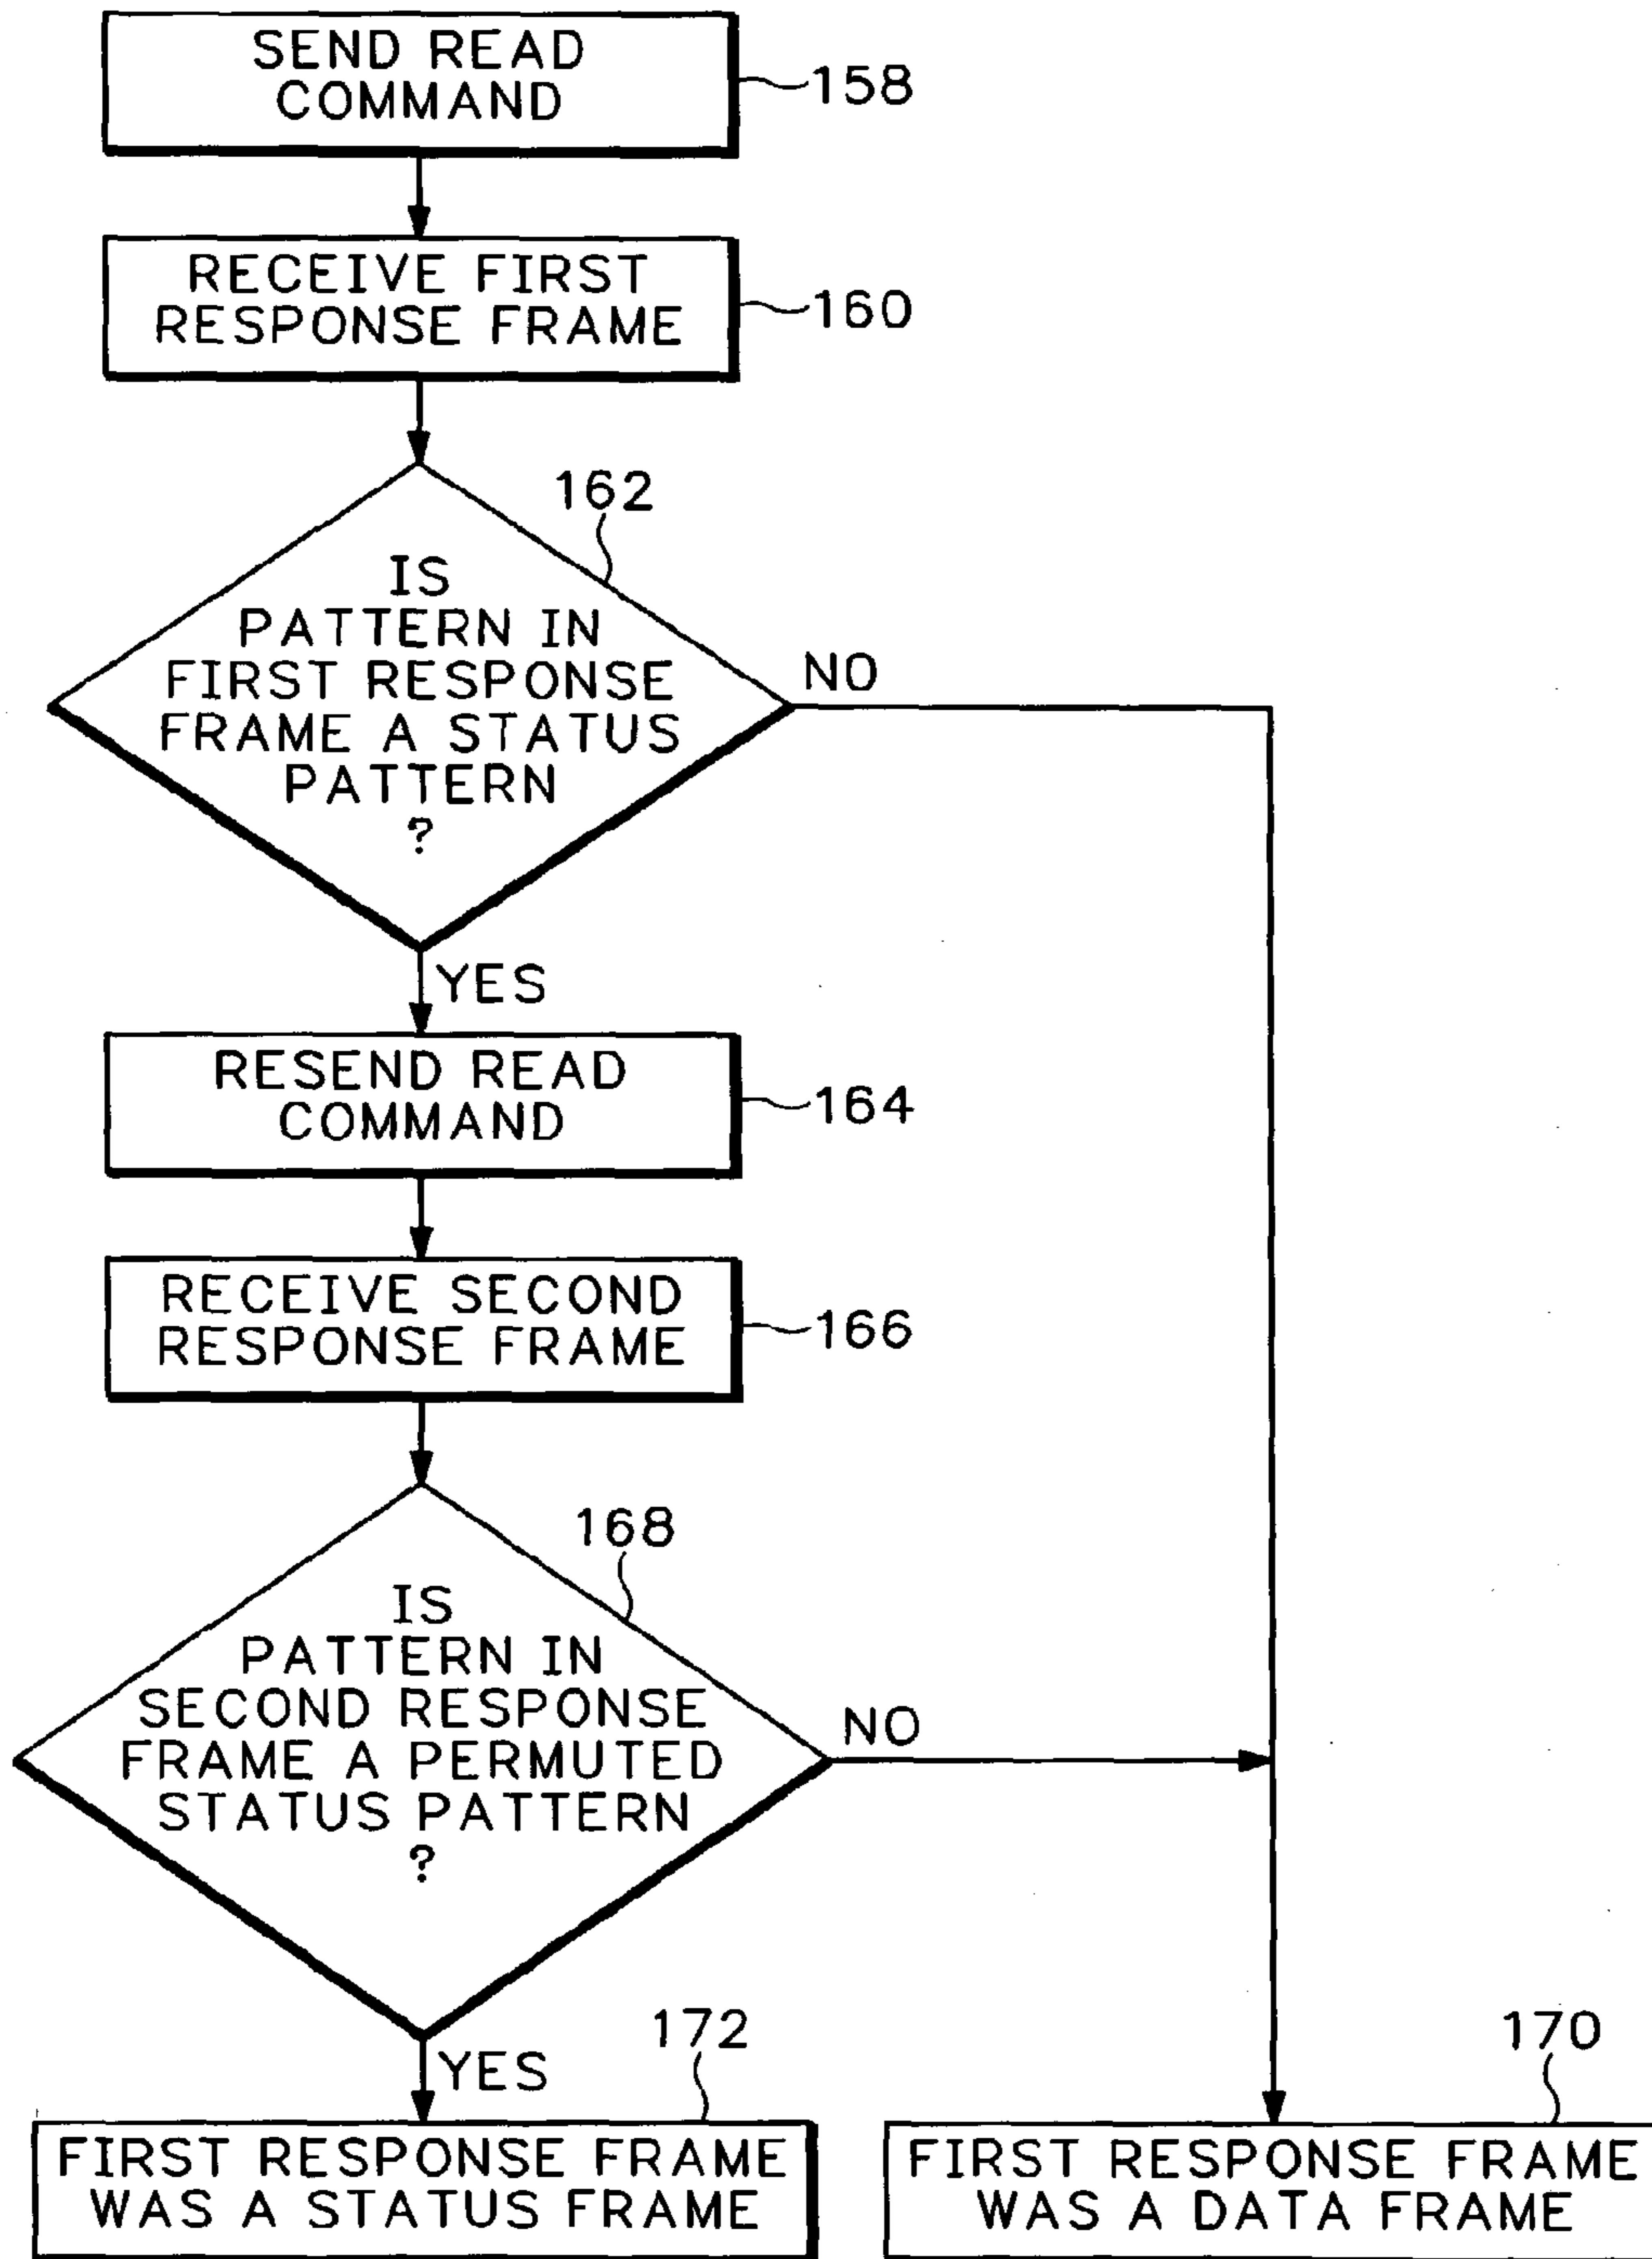 SEND READ
COMMAND
158
RECEIVE FIRST
RESPONSE FRAME
160
162
IS
PATTERN IN
FIRST RESPONSE
FRAME A STATUS
PATTERN
?
NO
YES
RESEND READ
COMMAND
164
RECEIVE SECOND
RESPONSE FRAME
166
168
IS
PATTERN IN
SECOND RESPONSE
FRAME A PERMUTED
STATUS PATTERN
?
NO
YES
172
170
FIRST RESPONSE FRAME
WAS A STATUS FRAME
FIRST RESPONSE FRAME
WAS A DATA FRAME